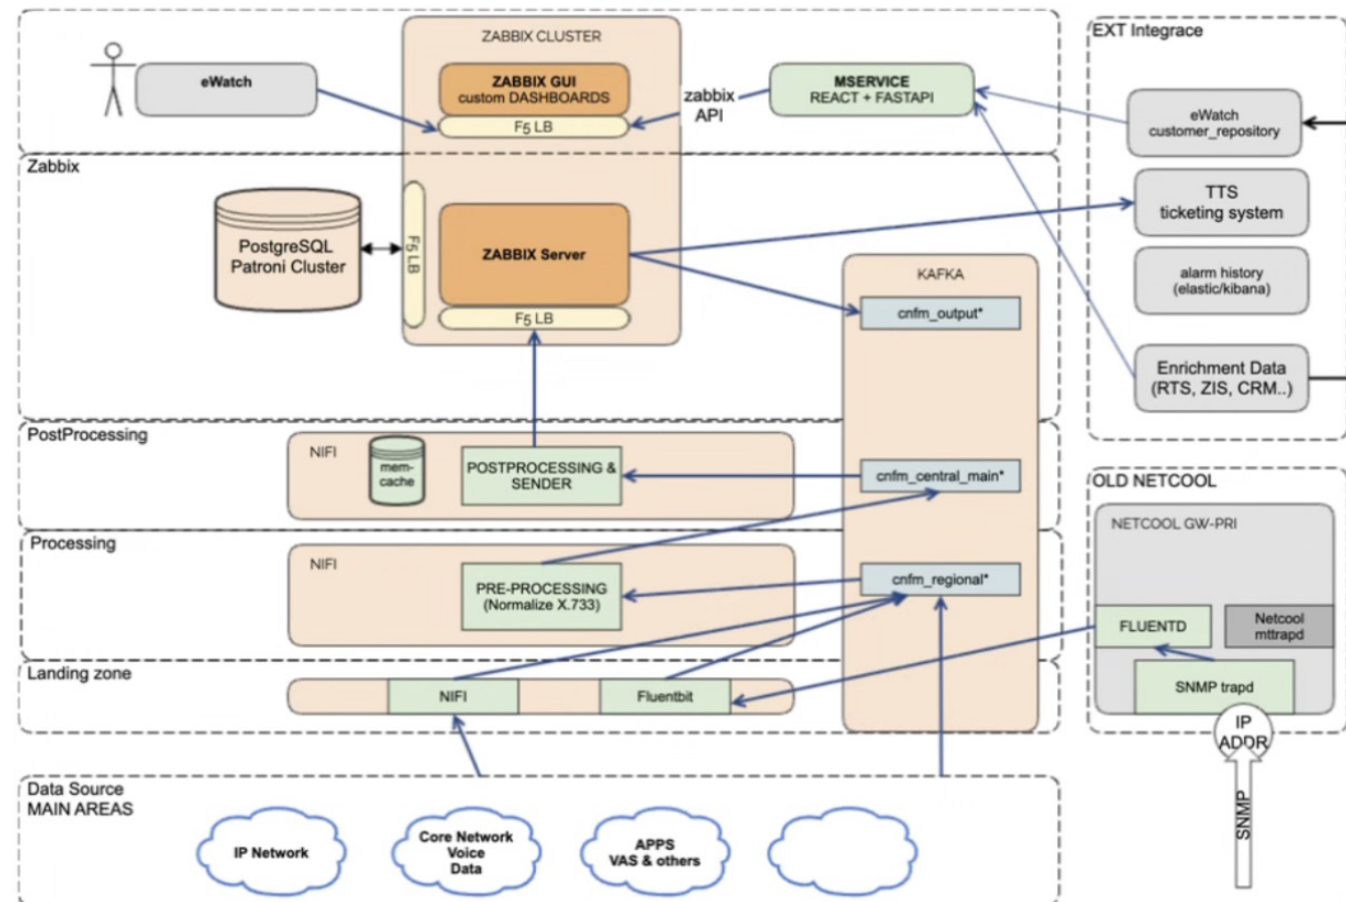 ZABBIX CLUSTER
EXT Integrace
eWatch
ZABBIX GUI
custom DASHBOARDS
F5 LB
zabbix
API
MSERVICE
REACT + FASTAPI
eWatch
customer_repository
Zabbix
TTS
ticketing system
PostgreSQL
Patroni Cluster
F5 LB
ZABBIX Server
F5 LB
KAFKA
cnfm_output*
alarm history
(elastic/kibana)
Enrichment Data
(RTS, ZIS, CRM..)
PostProcessing
NIFI
mem-
cache
POSTPROCESSING &
SENDER
cnfm_central_main*
OLD NETCOOL
NETCOOL GW-PRI
Processing
NIFI
PRE-PROCESSING
(Normalize X.733)
cnfm_regional*
FLUENTD
Netcool
mttrapd
SNMP trapd
Landing zone
NIFI
Fluentbit
IP
ADDR
SNMP
Data Source
MAIN AREAS
IP Network
Core Network
Voice
Data
APPS
VAS & others